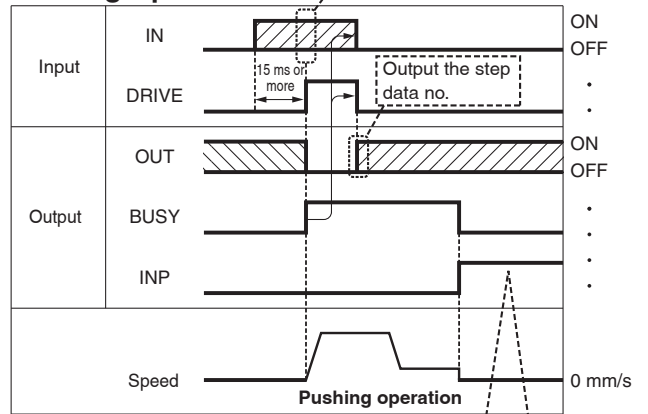 IN
ON
OFF
Input
15 ms or
more
Output the step
data no.
DRIVE
OUT
ON
OFF
Output
BUSY
INP
Speed
0 mm/s
Pushing operation